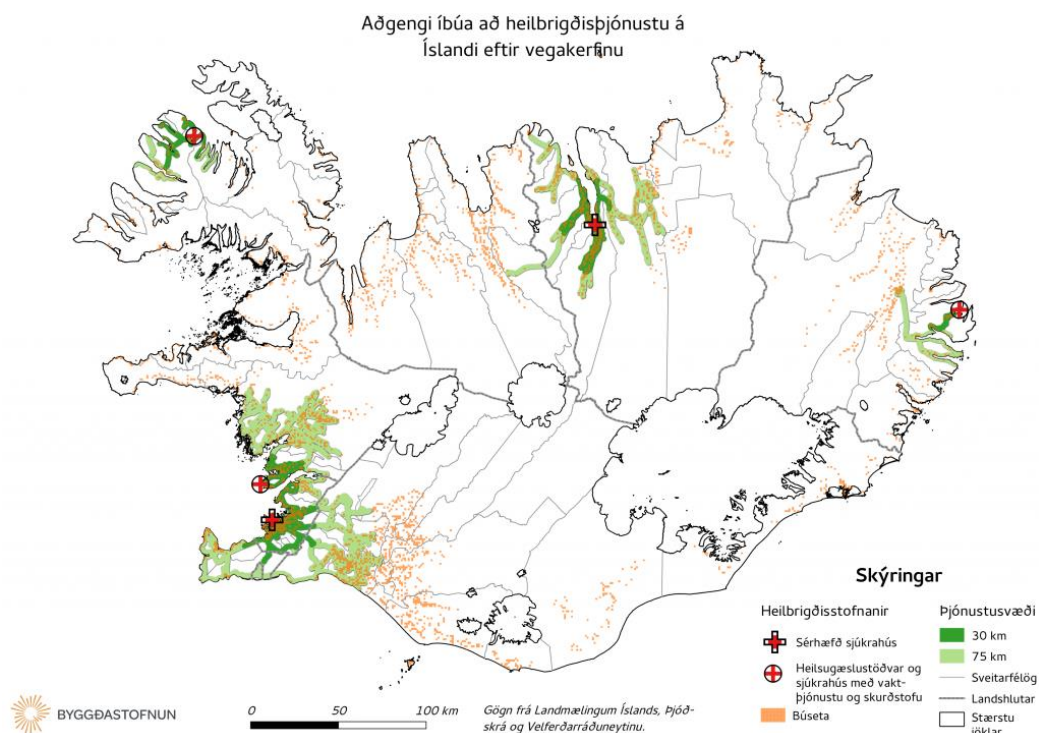 Aðgengi íbúa að heilbrigðisþjónustu á
Íslandi eftir vegakerfinu
Skýringar
Heilbrigðisstofnanir
Sérhæfð sjúkrahús
Heilsugæslustöðvar og
sjúkrahús með vakt-
þjónustu og skurðstofu
Búseta
Þjónustusvæði
30 km
75 km
Sveitarfélög
Landshlutar
Stærstu
jöklar
BYGGÐASTOFNUN
0 50 100 km
Gögn frá Landmælingum Íslands, Þjóð-
skrá og Velferðarráðuneytinu.